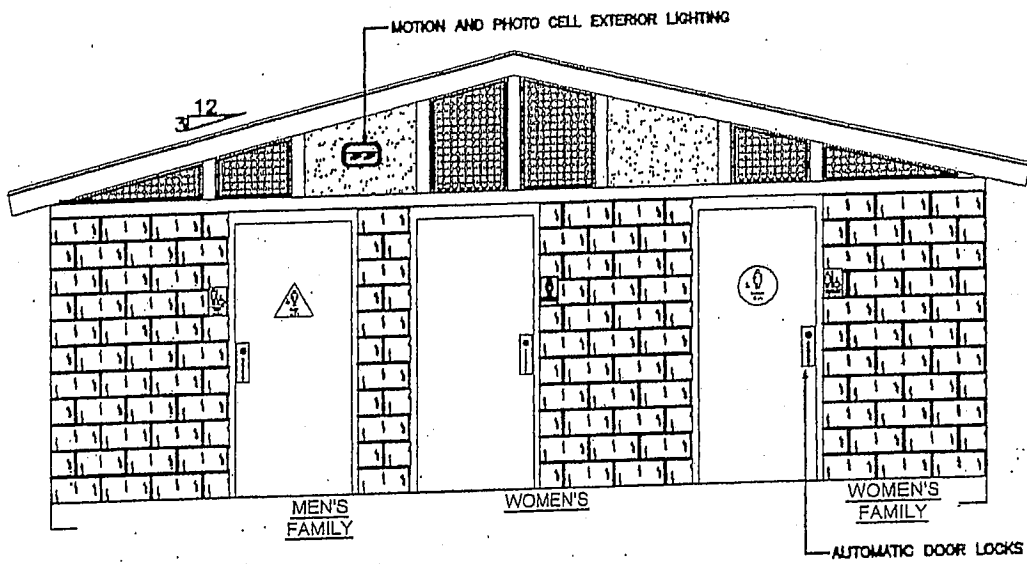 MOTION AND PHOTO CELL EXTERIOR LIGHTING
12
3
MEN'S
FAMILY
WOMEN'S
WOMEN'S
FAMILY
AUTOMATIC DOOR LOCKS